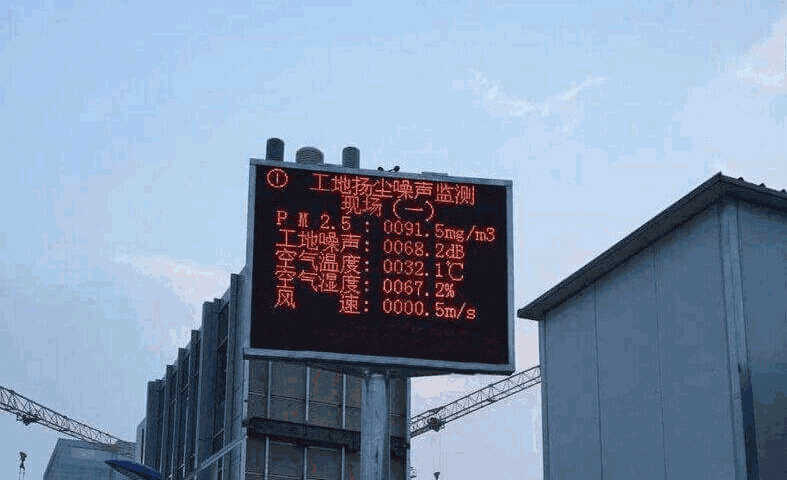 ① 工地扬尘噪声监测
现场(一)
PM2.5: 0091.5mg/m3
工地噪声: 0068.2dB
空气温度: 0032.1℃
空气湿度: 0067.2%
风 速: 0000.5m/s